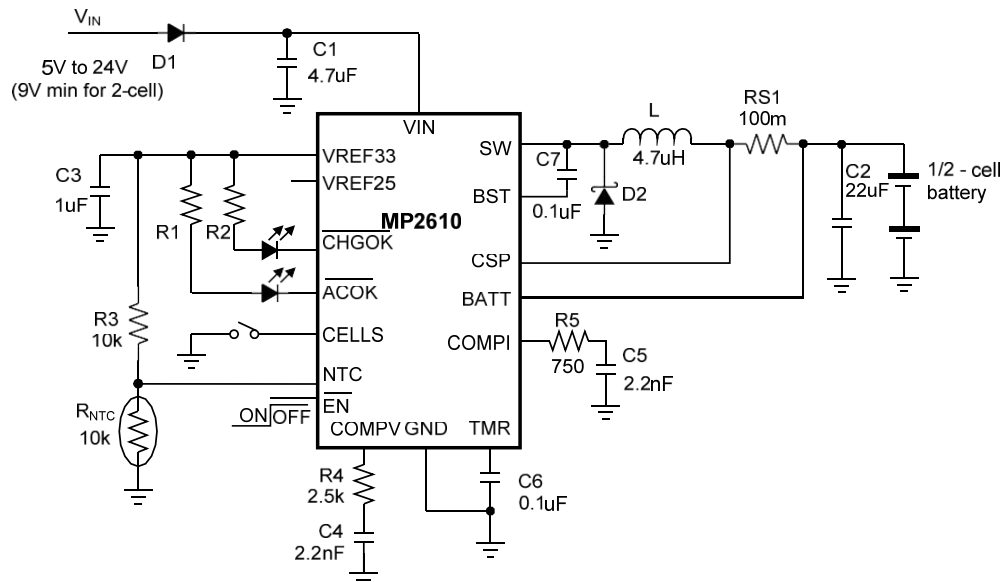 VIN
D1
5V to 24V
(9V min for 2-cell)
C1
4.7uF
VIN
VREF33
VREF25
MP2610
CHGOK
ACOK
CELLS
NTC
EN
COMPV GND TMR
SW
BST
CSP
BATT
COMPI
C3
1uF
R1 R2
R3
10k
RNTC
10k
ON OFF
R4
2.5k
C4
2.2nF
C6
0.1uF
R5
750
C5
2.2nF
C7
0.1uF
D2
L
4.7uH
RS1
100m
C2
22uF
1/2 - cell
battery